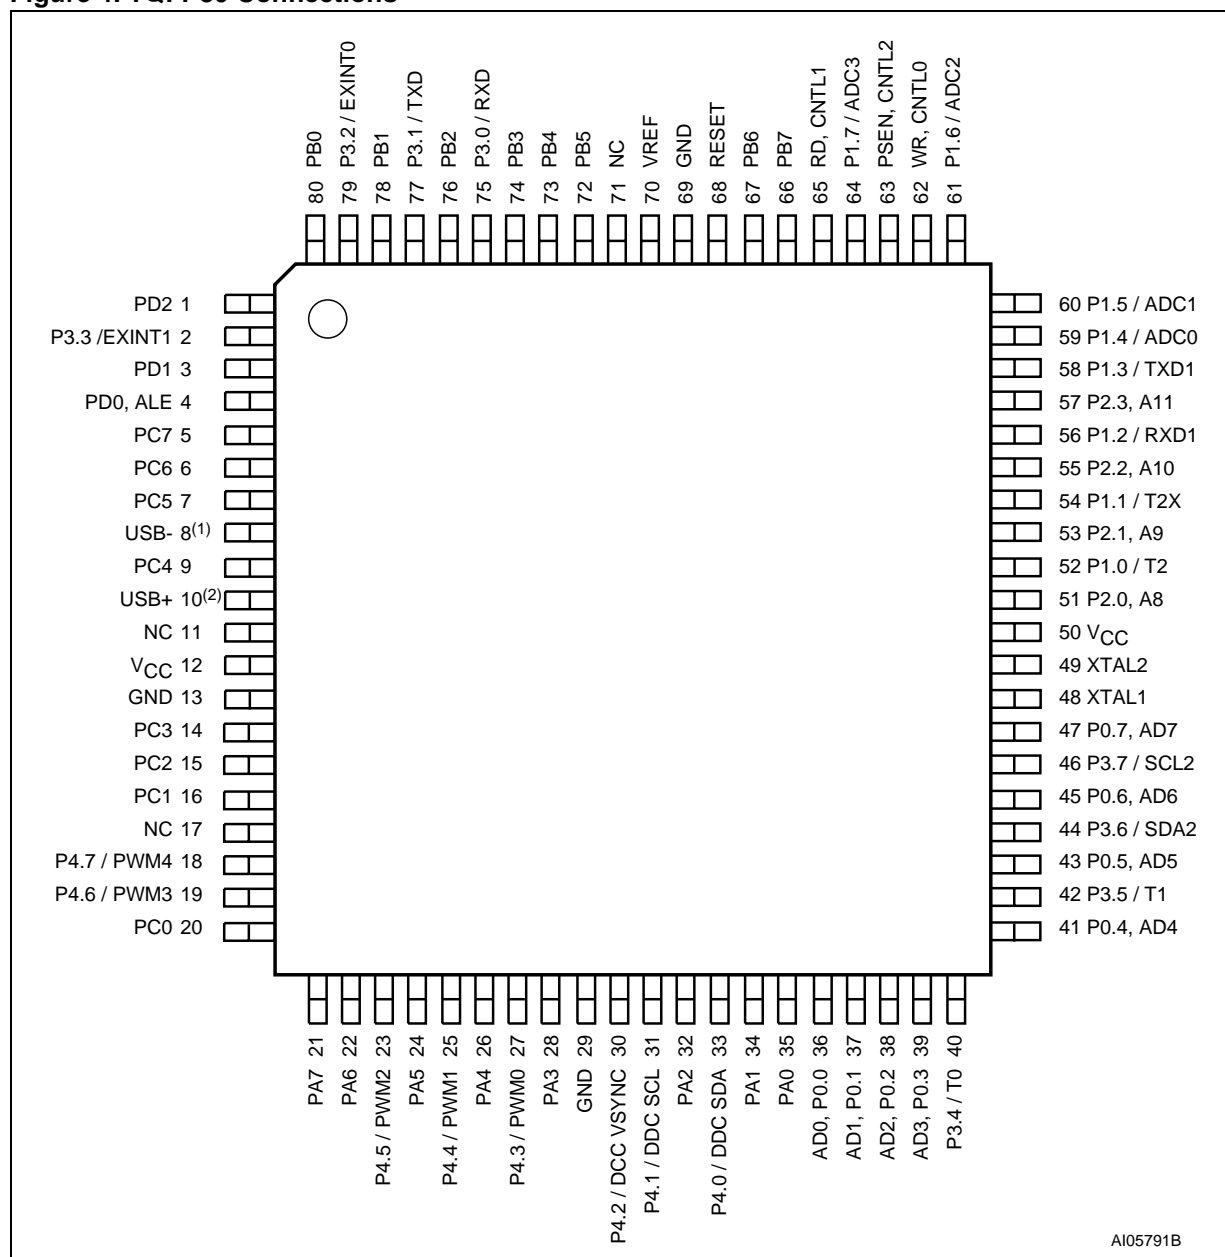 80 PB0
79 P3.2 / EXINT0
78 PB1
77 P3.1 / TXD
76 PB2
75 P3.0 / RXD
74 PB3
73 PB4
72 PB5
71 NC
70 VREF
69 GND
68 RESET
67 PB6
66 PB7
65 RD, CNTL1
64 P1.7 / ADC3
63 PSEN, CNTL2
62 WR, CNTL0
61 P1.6 / ADC2
PD2 1
P3.3 /EXINT1 2
PD1 3
PD0, ALE 4
PC7 5
PC6 6
PC5 7
USB- 8(1)
PC4 9
USB+ 10(2)
NC 11
VCC 12
GND 13
PC3 14
PC2 15
PC1 16
NC 17
P4.7 / PWM4 18
P4.6 / PWM3 19
PC0 20
60 P1.5 / ADC1
59 P1.4 / ADC0
58 P1.3 / TXD1
57 P2.3, A11
56 P1.2 / RXD1
55 P2.2, A10
54 P1.1 / T2X
53 P2.1, A9
52 P1.0 / T2
51 P2.0, A8
50 VCC
49 XTAL2
48 XTAL1
47 P0.7, AD7
46 P3.7 / SCL2
45 P0.6, AD6
44 P3.6 / SDA2
43 P0.5, AD5
42 P3.5 / T1
41 P0.4, AD4
PA7 21
PA6 22
P4.5 / PWM2 23
PA5 24
P4.4 / PWM1 25
PA4 26
P4.3 / PWM0 27
PA3 28
GND 29
P4.2 / DCC VSYNC 30
P4.1 / DDC SCL 31
PA2 32
P4.0 / DDC SDA 33
PA1 34
PA0 35
AD0, P0.0 36
AD1, P0.1 37
AD2, P0.2 38
AD3, P0.3 39
P3.4 / T0 40
AI05791B